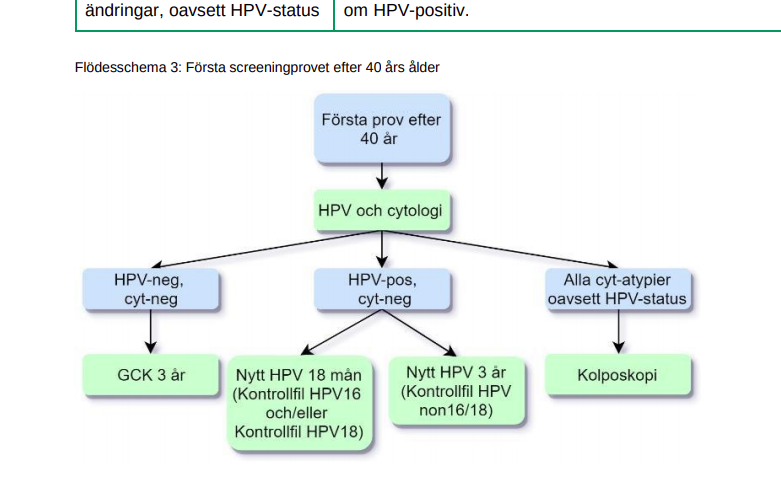 ändringar, oavsett HPV-status
om HPV-positiv.
Flödesschema 3: Första screeningprovet efter 40 års ålder
Första prov efter
40 år
HPV och cytologi
HPV-neg,
cyt-neg
HPV-pos,
cyt-neg
Alla cyt-atypier
oavsett HPV-status
GCK 3 år
Nytt HPV 18 mån
(Kontrollfil HPV16
och/eller
Kontrollfil HPV18)
Nytt HPV 3 år
(Kontrollfil HPV
non16/18)
Kolposkopi